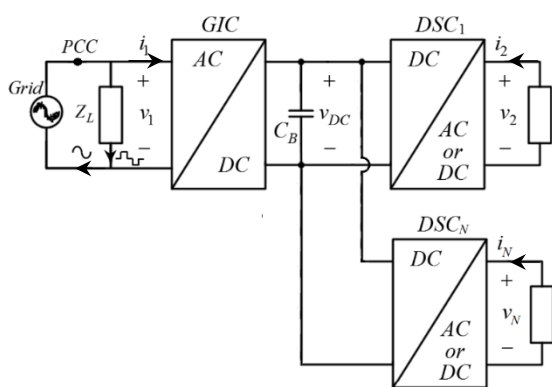 GIC
DSC1
PCC
i1
i2
AC
DC
Grid
ZL
+
v1
−
CB
+
vDC
−
AC
or
DC
+
v2
−
DC
DSCN
DC
iN
+
vN
−
AC
or
DC